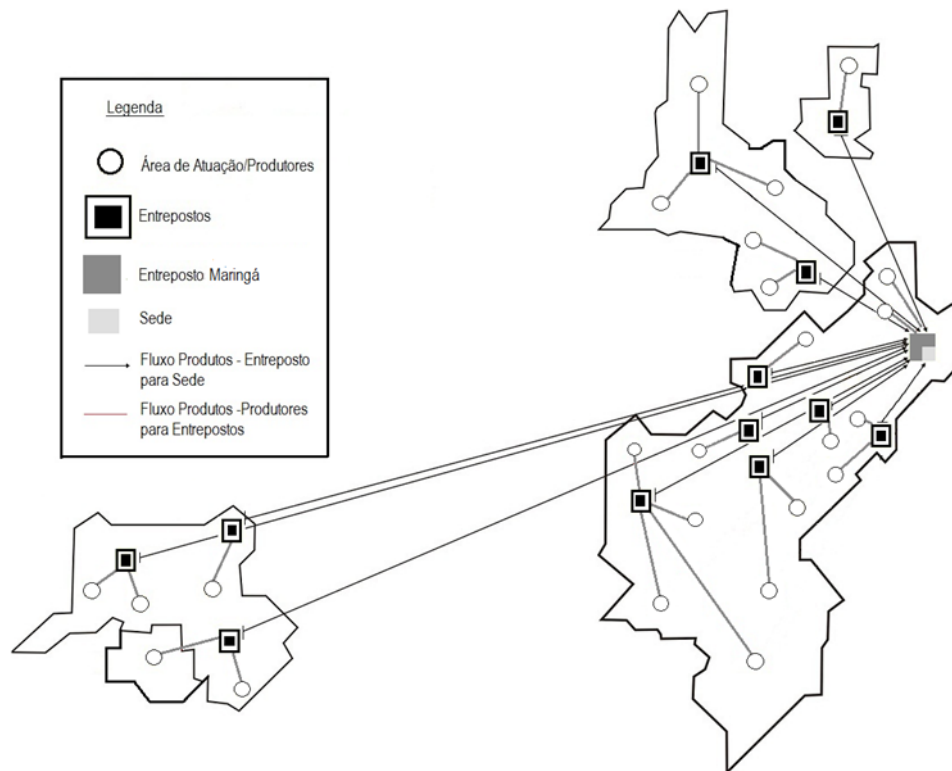 Legenda
Área de Atuação/Produtores
Entrepostos
Entreposto Maringá
Sede
Fluxo Produtos - Entreposto
para Sede
Fluxo Produtos -Produtores
para Entrepostos